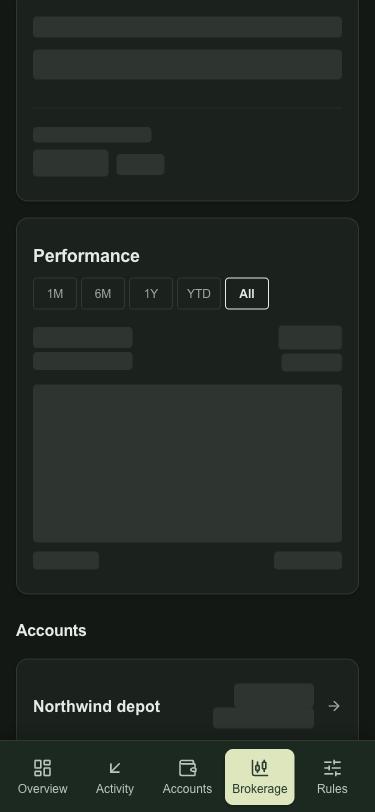 Performance
1M 6M 1Y YTD All
Accounts
Northwind depot
Overview Activity Accounts Brokerage Rules